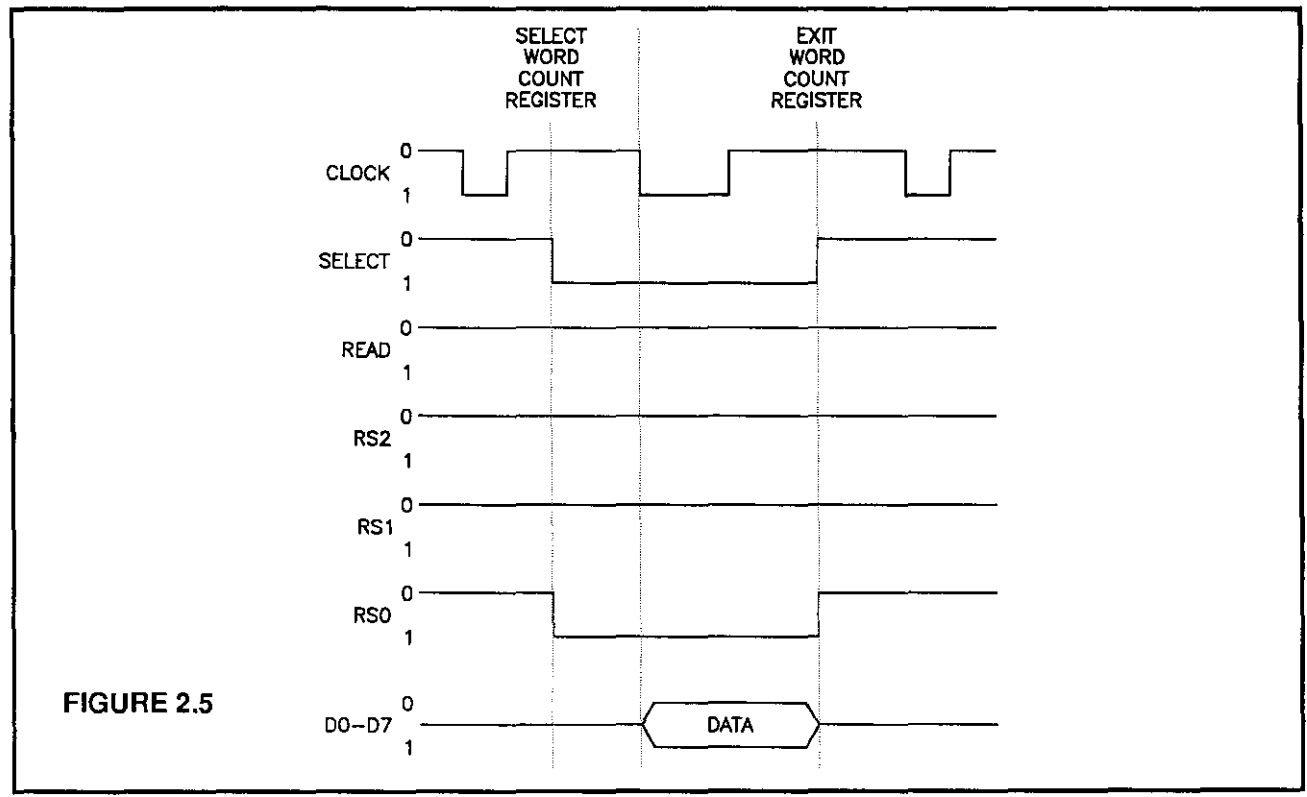 SELECT
WORD
COUNT
REGISTER
EXIT
WORD
COUNT
REGISTER
CLOCK
0
1
SELECT
0
1
READ
0
1
RS2
0
1
RS1
0
1
RS0
0
1
D0-D7
0
1
DATA
FIGURE 2.5